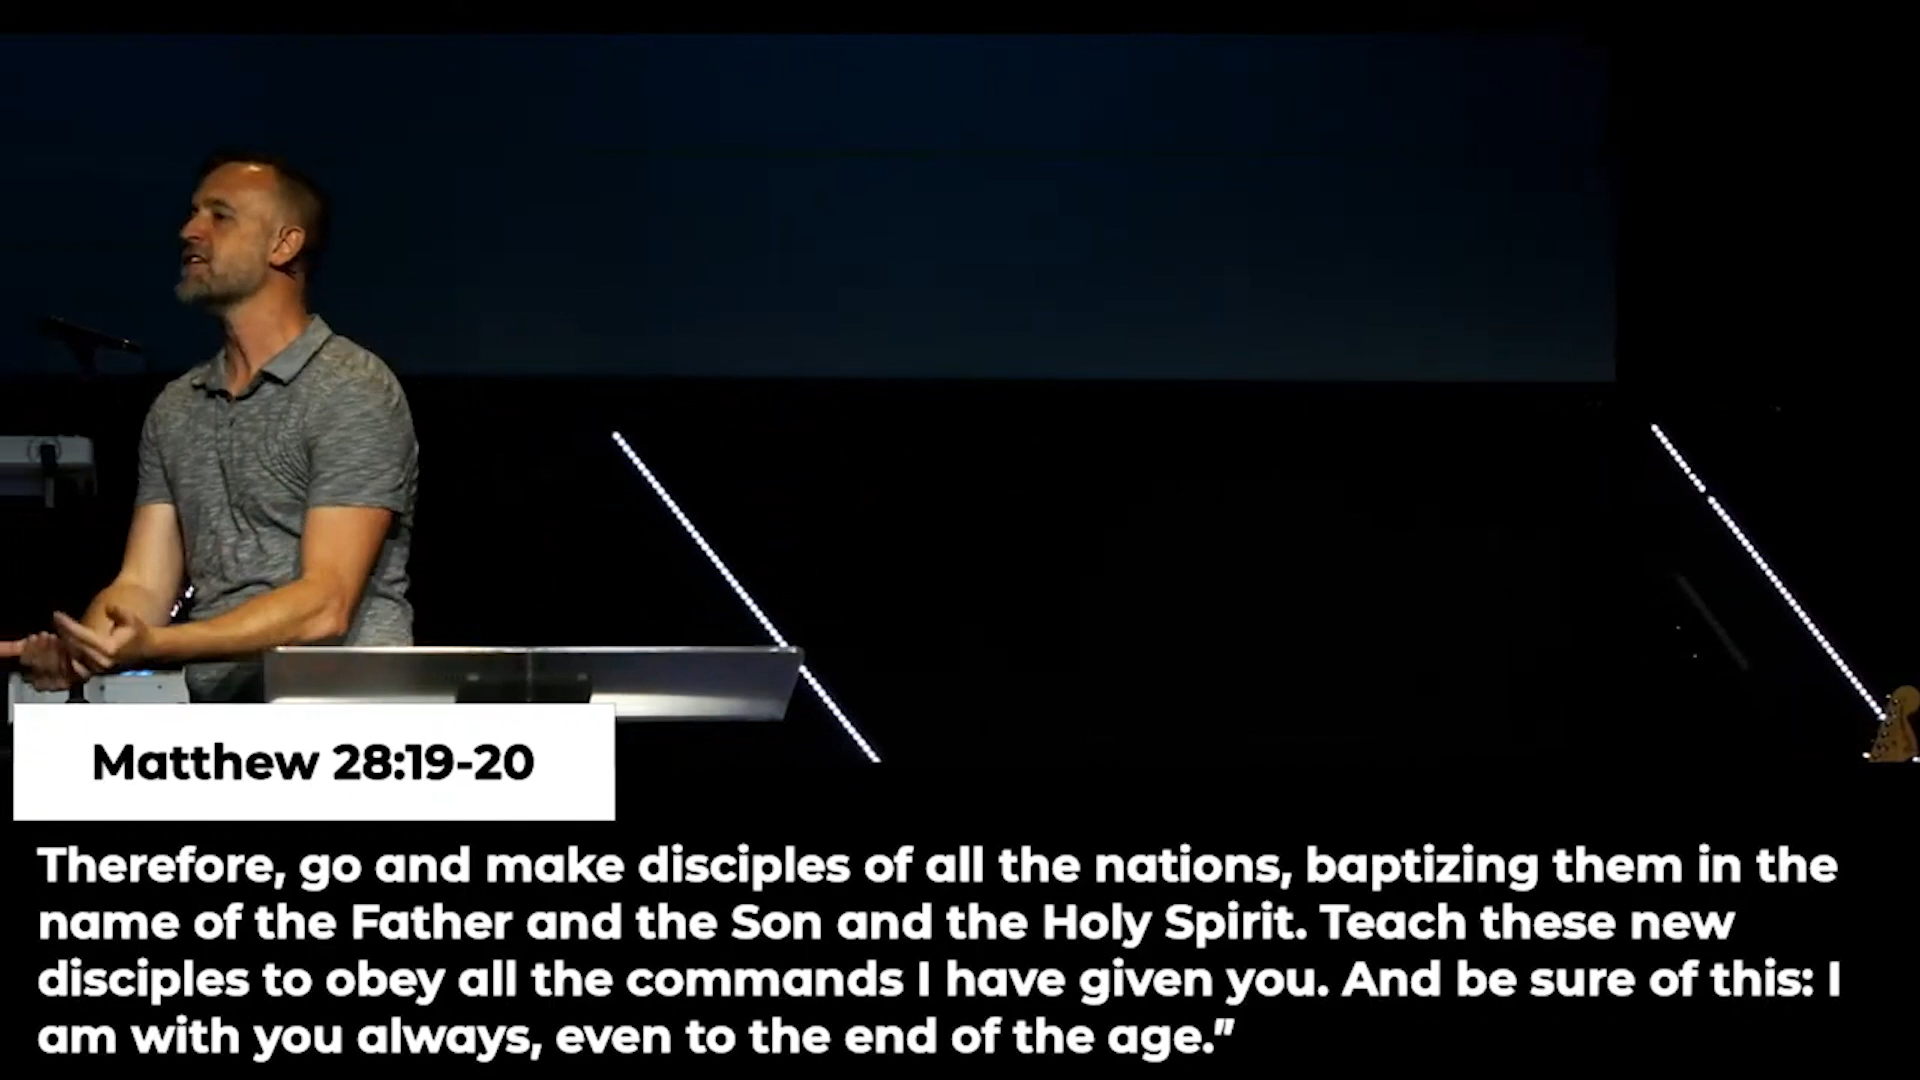 Matthew 28:19-20
Therefore, go and make disciples of all the nations, baptizing them in the
name of the Father and the Son and the Holy Spirit. Teach these new
disciples to obey all the commands I have given you. And be sure of this: I
am with you always, even to the end of the age.”